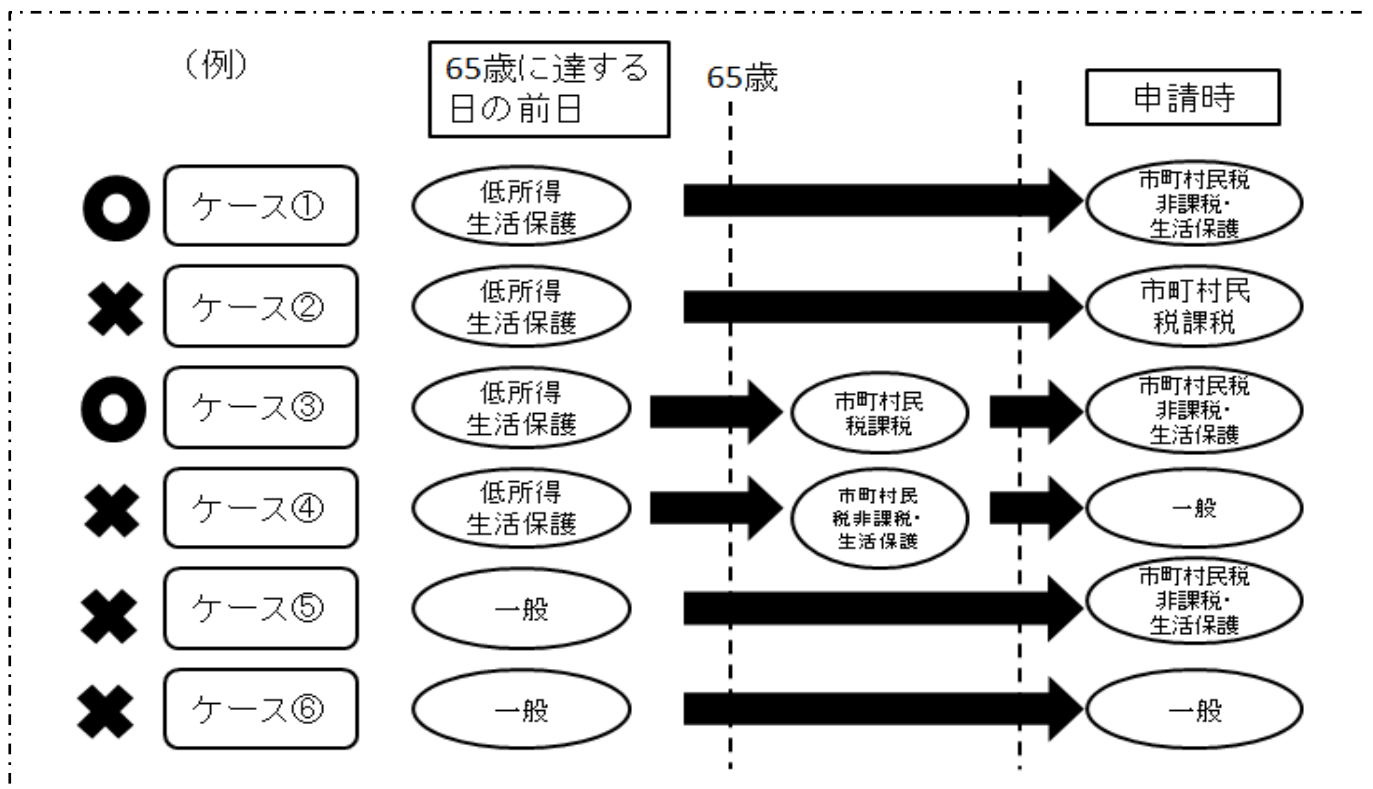 （例）
65歳に達する
日の前日
65歳
申請時
ケース①
低所得
生活保護
市町村民税
非課税・
生活保護
ケース②
低所得
生活保護
市町村民
税課税
ケース③
低所得
生活保護
市町村民
税課税
市町村民税
非課税・
生活保護
ケース④
低所得
生活保護
市町村民
税非課税・
生活保護
一般
ケース⑤
一般
市町村民税
非課税・
生活保護
ケース⑥
一般
一般